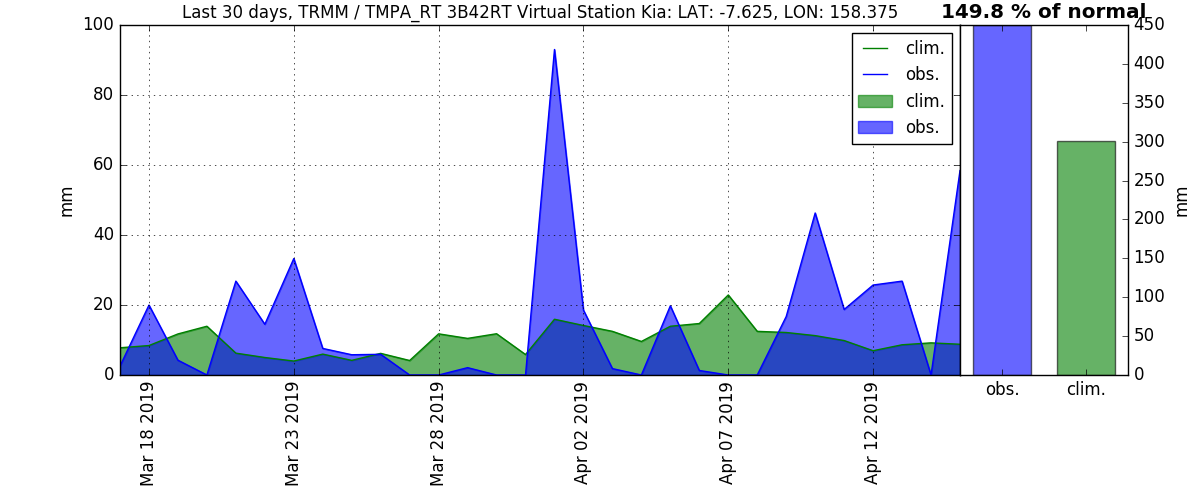 Last 30 days, TRMM / TMPA_RT 3B42RT Virtual Station Kia: LAT: -7.625, LON: 158.375
149.8 % of normal
100
80
60
40
20
0
mm
clim.
obs.
clim.
obs.
450
400
350
300
250
200
150
100
50
0
mm
obs.
clim.
Mar 18 2019
Mar 23 2019
Mar 28 2019
Apr 02 2019
Apr 07 2019
Apr 12 2019